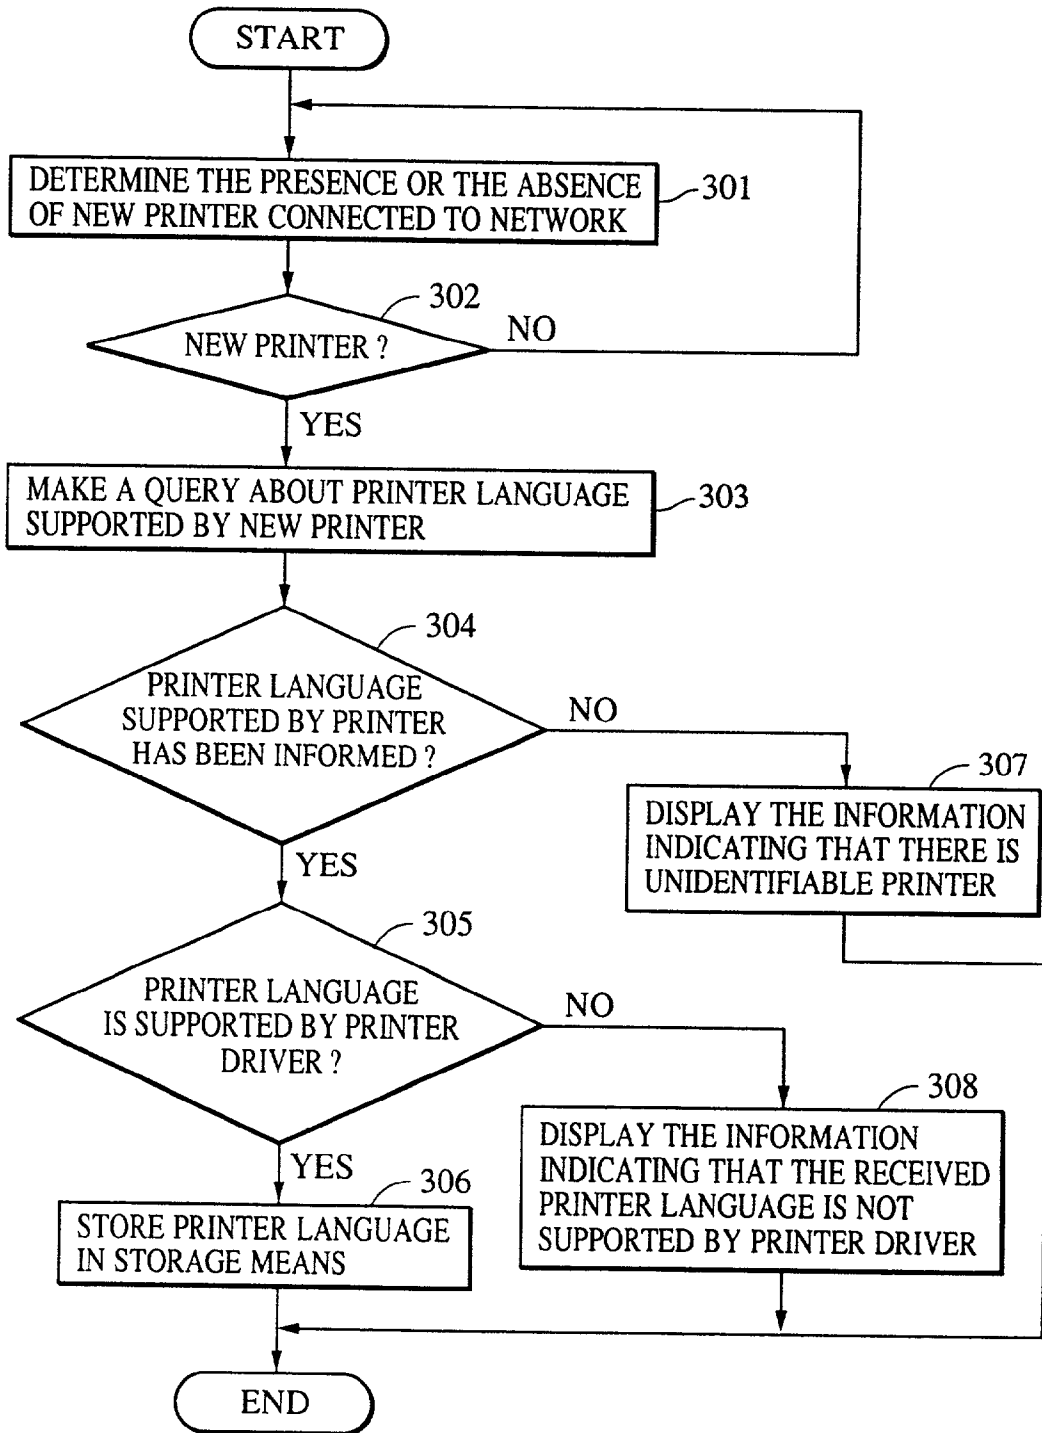 START
DETERMINE THE PRESENCE OR THE ABSENCE
OF NEW PRINTER CONNECTED TO NETWORK
301
302
NEW PRINTER ?
NO
YES
MAKE A QUERY ABOUT PRINTER LANGUAGE
SUPPORTED BY NEW PRINTER
303
304
PRINTER LANGUAGE
SUPPORTED BY PRINTER
HAS BEEN INFORMED ?
NO
YES
307
DISPLAY THE INFORMATION
INDICATING THAT THERE IS
UNIDENTIFIABLE PRINTER
305
PRINTER LANGUAGE
IS SUPPORTED BY PRINTER
DRIVER ?
NO
YES
308
DISPLAY THE INFORMATION
INDICATING THAT THE RECEIVED
PRINTER LANGUAGE IS NOT
SUPPORTED BY PRINTER DRIVER
306
STORE PRINTER LANGUAGE
IN STORAGE MEANS
END